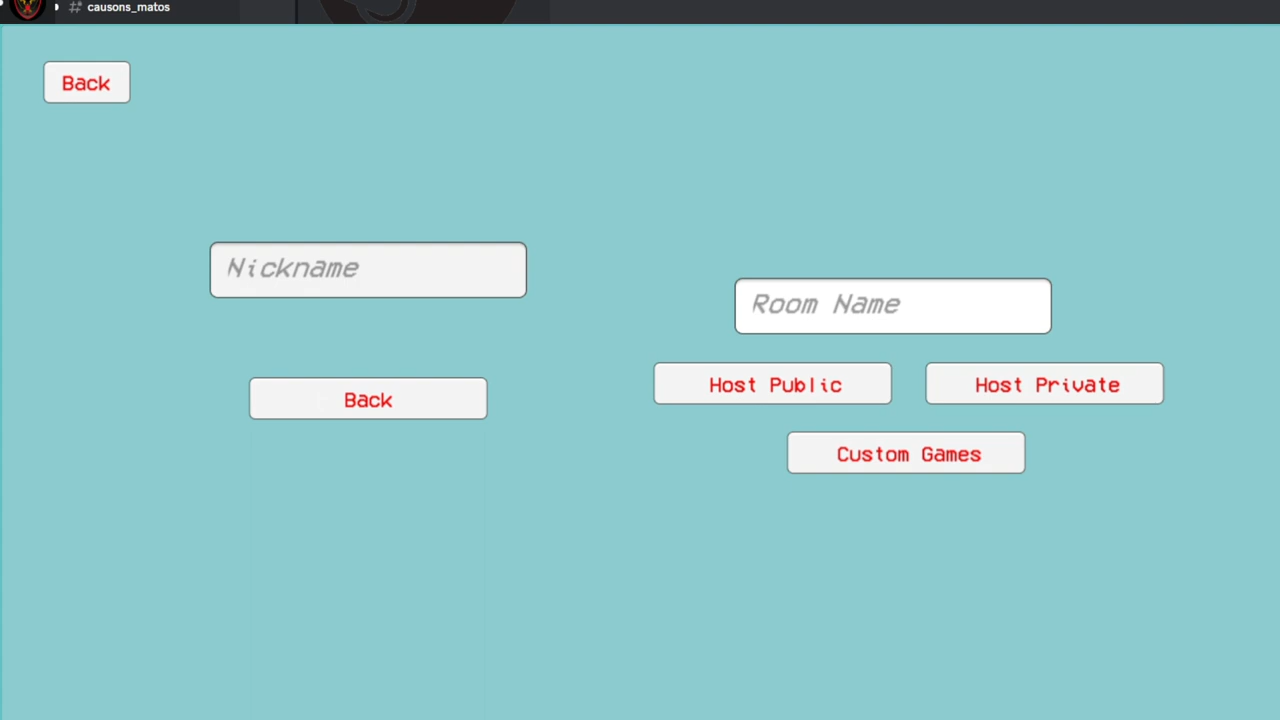 # causons_matos
Back
Nickname
Back
Room Name
Host Public
Host Private
Custom Games